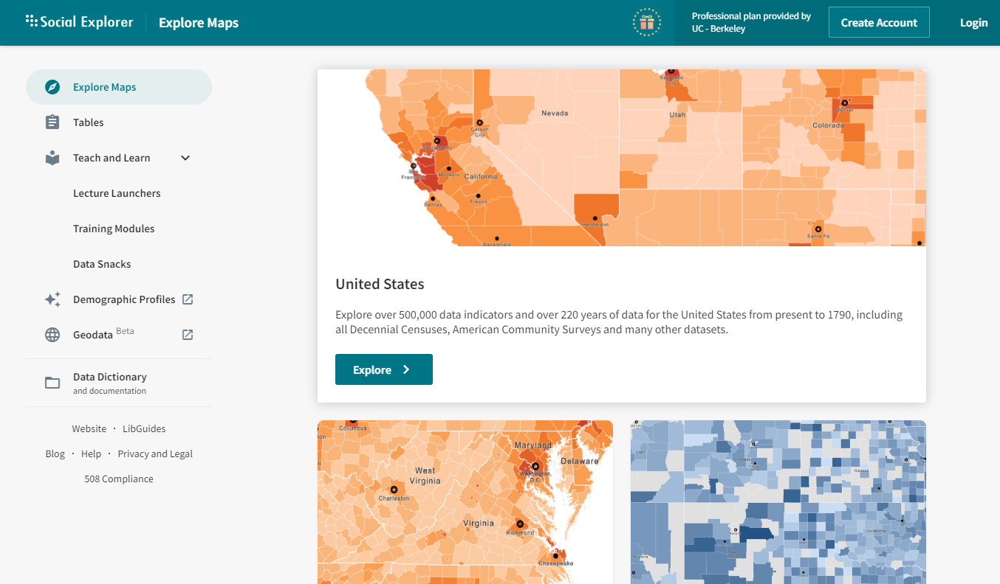 Social Explorer
Explore Maps
Professional plan provided by
UC - Berkeley
Create Account
Login
Explore Maps
Tables
Teach and Learn
Lecture Launchers
Training Modules
Data Snacks
Demographic Profiles
Geodata Beta
Data Dictionary
and documentation
Website · LibGuides
Blog · Help · Privacy and Legal
508 Compliance
Salt Lake
City
Nevada
Utah
Denver
Colorado
Carson
City
Sacramento
San
Francisco
Modesto
California
Fresno
Salinas
Henderson
Santa Fe
Bakersfield
United States
Explore over 500,000 data indicators and over 220 years of data for the United States from present to 1790, including
all Decennial Censuses, American Community Surveys and many other datasets.
Explore
Columbus
Maryland
Delaware
West
Virginia
Washington,
D.C.
Charleston
Virginia
Richmond
Chesapeake
Utah
Colorado
Kansas
Oklahoma
Arizona